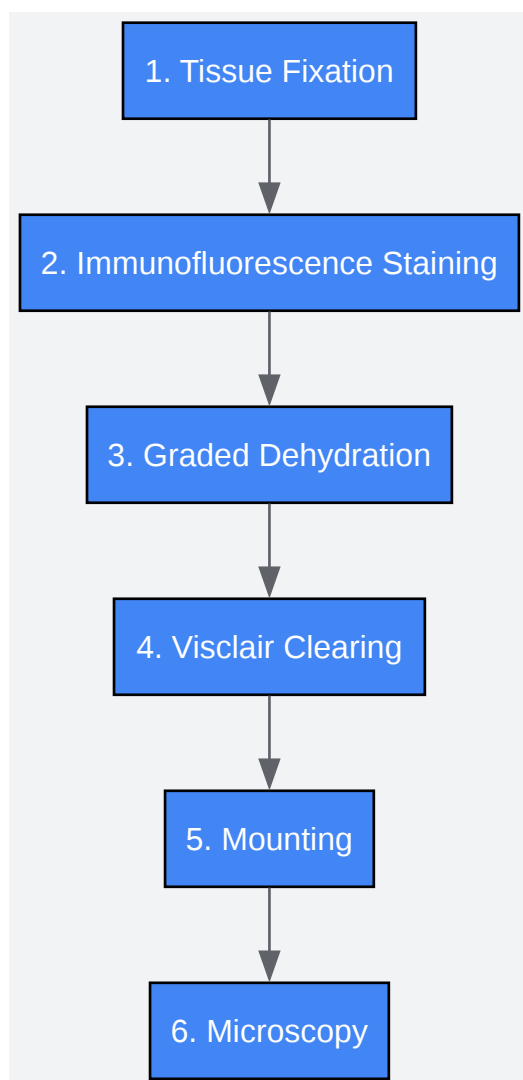 1. Tissue Fixation
2. Immunofluorescence Staining
3. Graded Dehydration
4. Visclair Clearing
5. Mounting
6. Microscopy